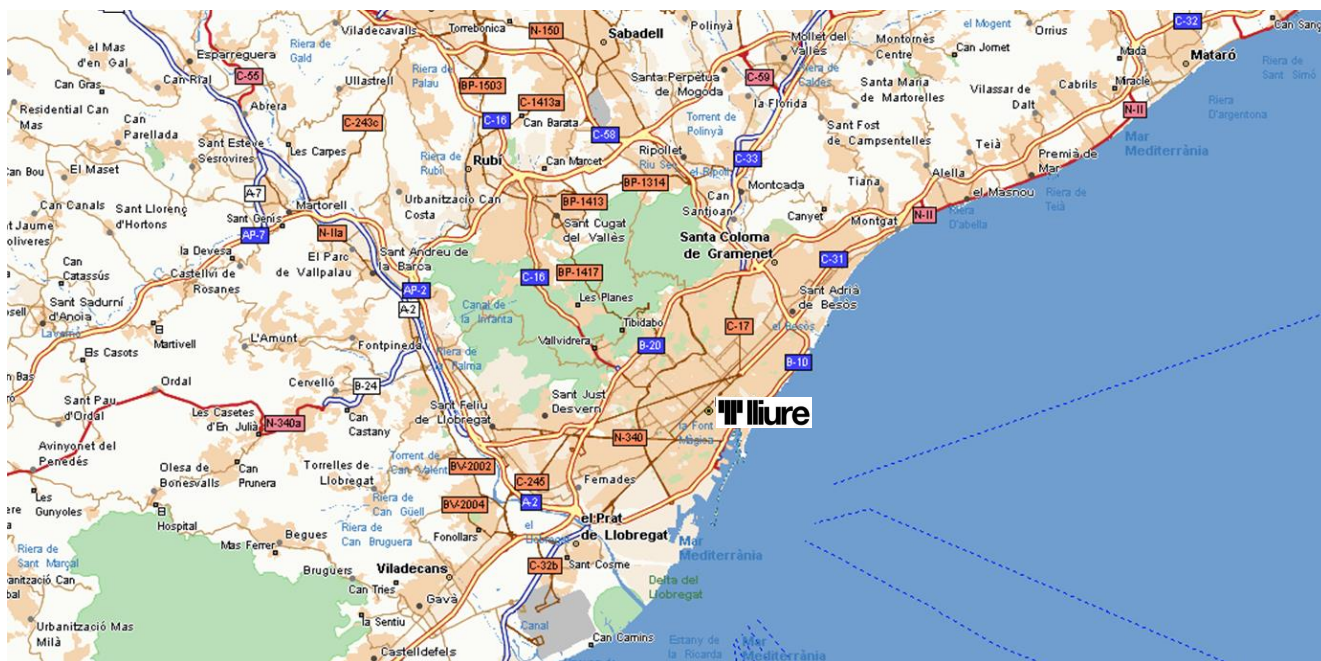 Viladecavalls
Torrebonica
N-150
Sabadell
Polinyà
Mollet del
Vallès
el Mogent
Montornès
Centre
Orrius
Can Jornet
C-32
Mataró
Riera de
Sant Simó
el Mas
d'en Gal
Esparreguera
Can Rial
Riera de
Gaià
C-55
Can Gras
Abrera
Ullastrell
Riera de
Palau
BP-1503
C-1413a
Can Barata
C-16
C-58
Santa Perpètua
de Mogoda
C-59
Riera de
Caldes
la Florida
Santa Maria
de Martorelles
Vilassar de
Dalt
Cabrils
Miracle
N-II
Riera
D'argentona
Mar
Mediterrània
Residential Can
Mas
Can
Parellada
C-243c
Sant Esteve
Sesrovires
Les Carpes
Torrent de
Polinyà
Sant Fost
de Campsentelles
Teià
Premià de
Mar
Rubí
Riera de
Rubí
Can Marcet
Ripollet
Riu Sec
el Ripoll
C-33
Montcada
El Maset
Can Bou
A-7
BP-1314
BP-1413
Urbanització Can
Costa
Can
Santjoan
Tiana
Alella
el Masnou
Riera de
Teià
Can Canals
Sant Llorenç
d'Hortons
Sant Genís
Martorell
Sant Cugat
del Vallès
Canyet
Montgat
N-II
Riera
D'abella
Sant Jaume
AP-7
N-IIa
la Devesa
El Parc
de Vallpalau
Sant Andreu de
la Barca
Santa Coloma
de Gramenet
C-31
Can
Catassús
Castellví de
Rosanes
AP-2
A-2
C-16
BP-1417
Les Planes
Sant Adrià
de Besòs
Sant Sadurní
d'Anoia
Canal de
la Infanta
Tibidabo
C-17
el Besòs
El
Martivell
L'Amunt
Fontpineda
Riera de
la Palma
Vallvidrera
B-20
B-10
Els Casots
Ordal
Cervelló
B-24
Sant Pau
d'Ordal
Les Casetes
d'En Julià
N-340a
Can
Castany
Sant Feliu
de Llobregat
Sant Just
Desvern
lliure
la Font
Màgica
N-340
Avinyonet del
Penedés
Olesa de
Bonesvalls
Can
Prunera
Torrelles de
Llobregat
Torrent de
Can Valent
BV-2002
C-245
Femades
Les
Gunyoles
El
Hospital
Riera de
Can Güell
BV-2004
A-2
el
Llobregat
el Prat
de Llobregat
Begues
Riera de
Can Bruguera
Fonollars
Mar
Mediterrània
Riera de
Sant Marçal
Mas Ferrer
Bruguers
Viladecans
C-32b
Sant Cosme
Can Tries
Delta del
Llobregat
Gavà
la Sentiu
Urbanització Mas
Milà
Castelldefels
Canal
Can Camins
Estany de
la Ricarda
Mar
Mediterrània